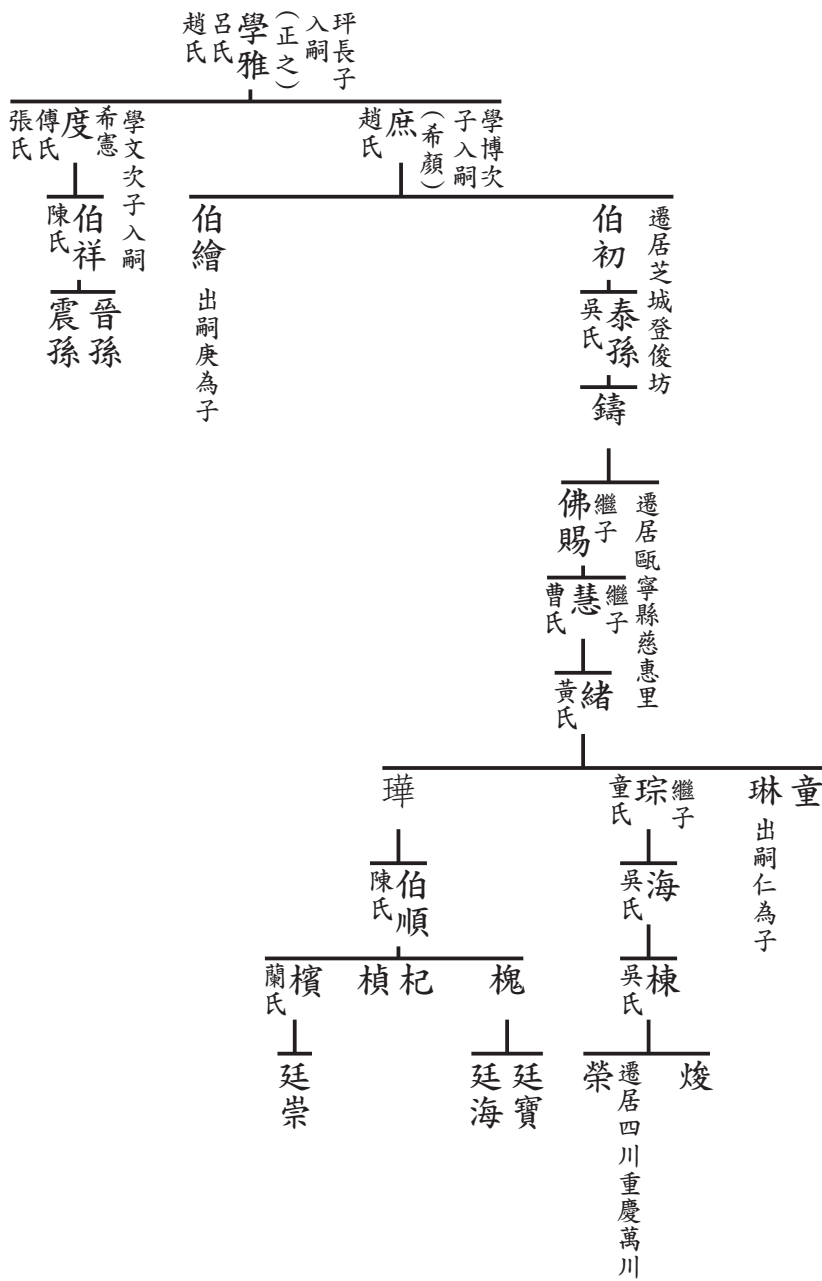 坪長子
入嗣
(正之)
學雅
呂氏
趙氏
學博次
子入嗣
(希顏)
庶
趙氏
學文次子入嗣
希憲
度
傅氏
張氏
遷居芝城登俊坊
伯初
伯繪
出嗣庚為子
伯祥
陳氏
泰孫
吳氏
晉孫
震孫
鑄
遷居甌寧縣慈惠里
繼子
佛賜
繼子
慧
曹氏
緒
黃氏
童
琳
出嗣仁為子
繼子
琮
童氏
璍
海
吳氏
伯順
陳氏
棟
吳氏
槐
杞
楨
檳
蘭氏
焌
榮
遷居四川重慶萬川
廷寶
廷海
廷崇